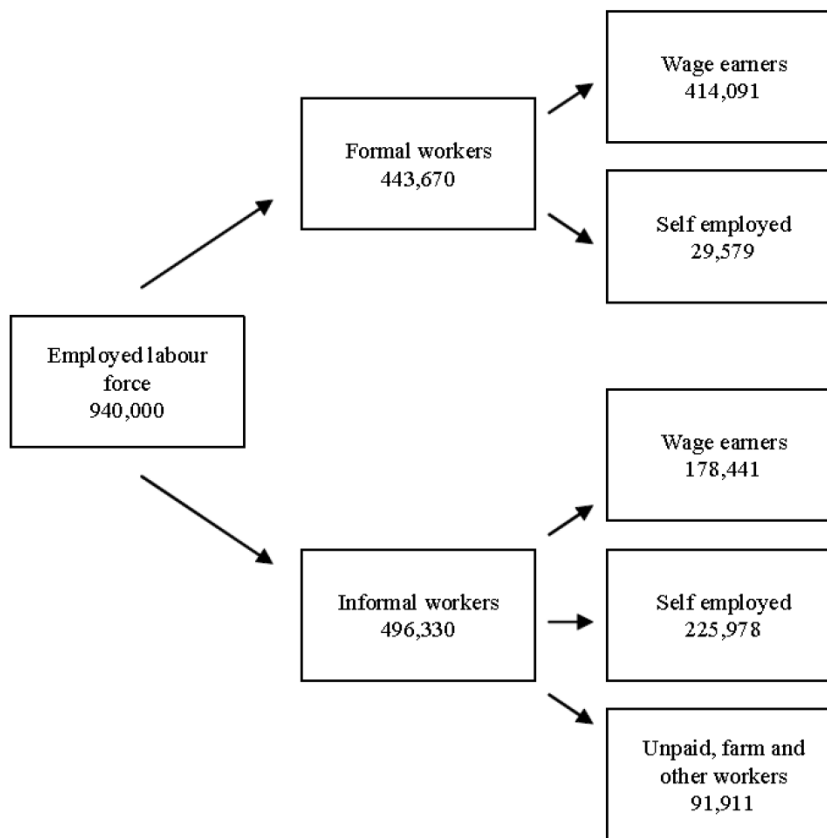 Wage earners
414,091
Formal workers
443,670
Self employed
29,579
Employed labour
force
940,000
Wage earners
178,441
Informal workers
496,330
Self employed
225,978
Unpaid, farm and
other workers
91,911